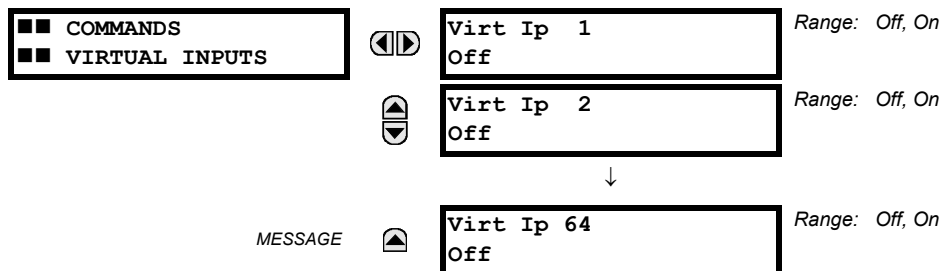 ■■ COMMANDS
■■ VIRTUAL INPUTS
Virt Ip 1
Off
Range: Off, On
Virt Ip 2
Off
Range: Off, On
↓
MESSAGE
Virt Ip 64
Off
Range: Off, On